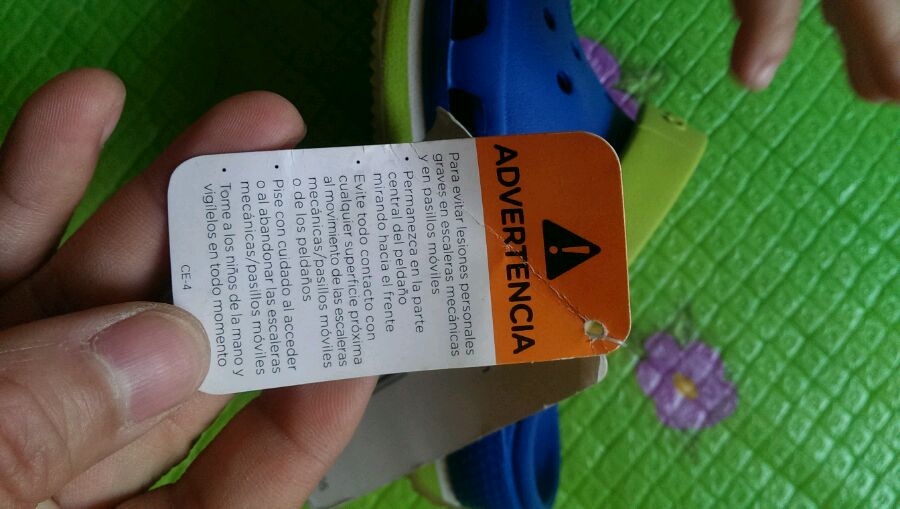 ADVERTENCIA
Para evitar lesiones personales
graves en escaleras mecánicas
y en pasillos móviles
• Permanezca en la parte
central del peldaño
mirando hacia el frente
• Evite todo contacto con
cualquier superficie próxima
al movimiento de las escaleras
mecánicas/pasillos móviles
o de los peldaños
• Pise con cuidado al acceder
o al abandonar las escaleras
mecánicas/pasillos móviles
• Tome a los niños de la mano y
vigílelos en todo momento
CE-4